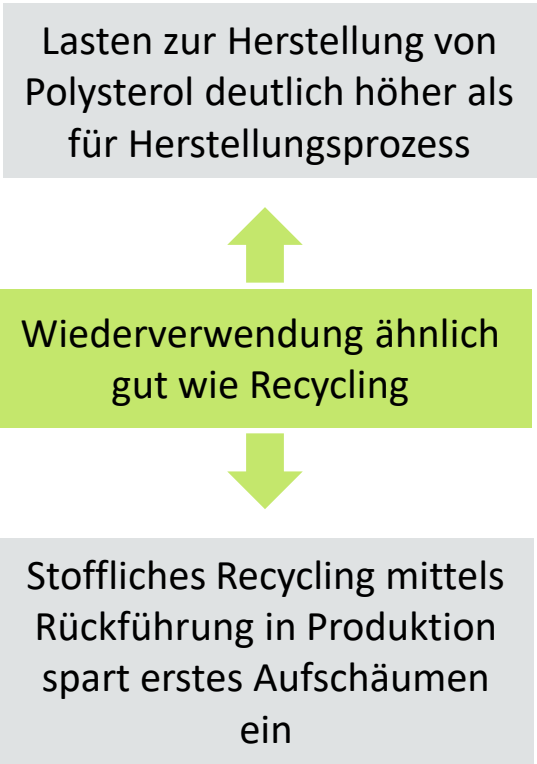 Lasten zur Herstellung von
Polysterol deutlich höher als
für Herstellungsprozess
Wiederverwendung ähnlich
gut wie Recycling
Stoffliches Recycling mittels
Rückführung in Produktion
spart erstes Aufschäumen
ein